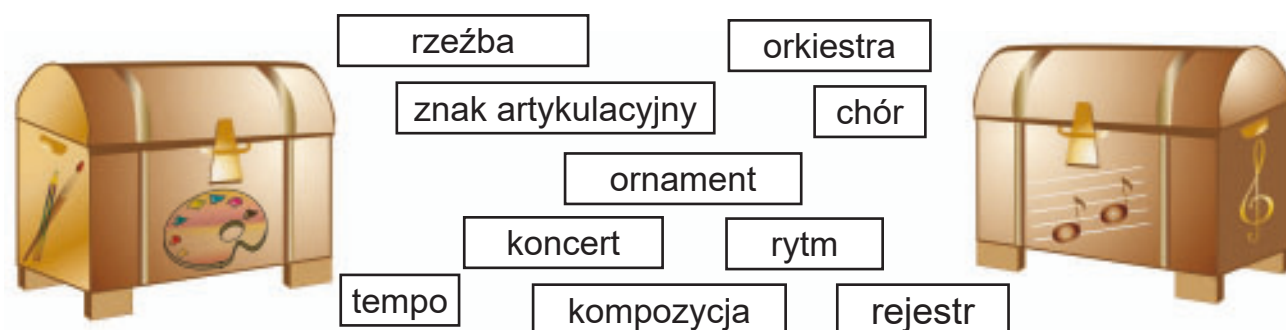 rzeźba
orkiestra
znak artykulacyjny
chór
ornament
koncert
rytm
tempo
kompozycja
rejestr